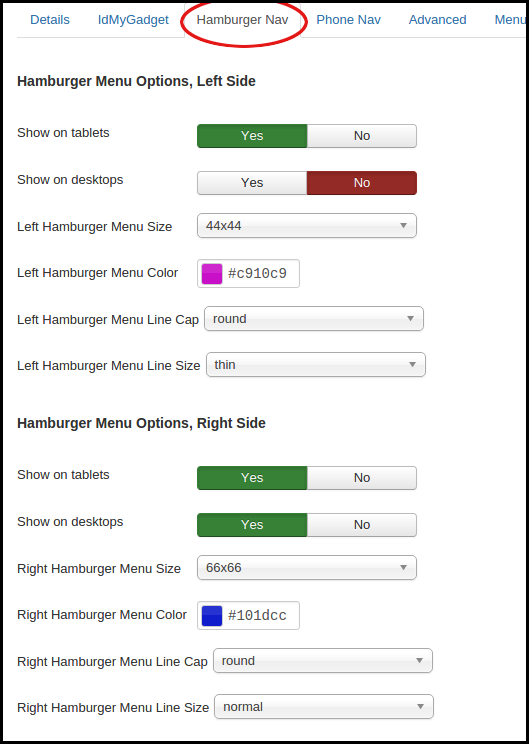 Details IdMyGadget Hamburger Nav Phone Nav Advanced Menu
Hamburger Menu Options, Left Side
Show on tablets Yes No
Show on desktops Yes No
Left Hamburger Menu Size 44x44
Left Hamburger Menu Color #c910c9
Left Hamburger Menu Line Cap round
Left Hamburger Menu Line Size thin
Hamburger Menu Options, Right Side
Show on tablets Yes No
Show on desktops Yes No
Right Hamburger Menu Size 66x66
Right Hamburger Menu Color #101dcc
Right Hamburger Menu Line Cap round
Right Hamburger Menu Line Size normal